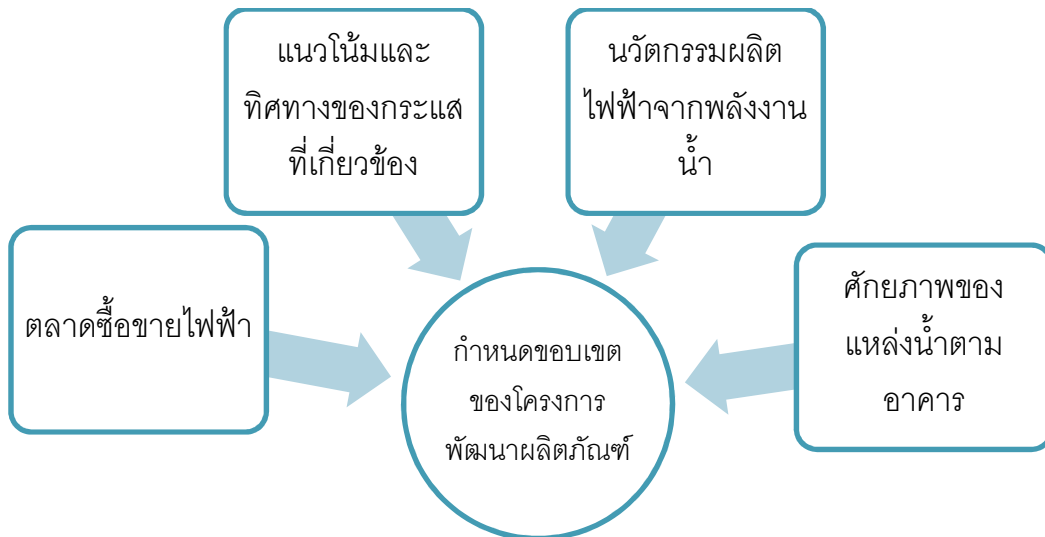 แนวโน้มและ
ทิศทางของกระแส
ที่เกี่ยวข้อง
นวัตกรรมผลิต
ไฟฟ้าจากพลังงาน
น้ำ
ตลาดซื้อขายไฟฟ้า
ศักยภาพของ
แหล่งน้ำตาม
อาคาร
กำหนดขอบเขต
ของโครงการ
พัฒนาผลิตภัณฑ์